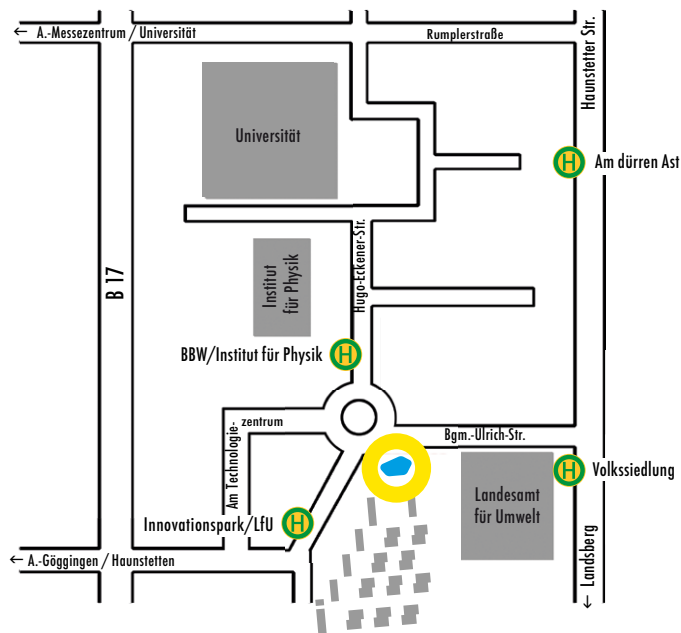 ← A.-Messezentrum / Universität
Rumplerstraße
Haunstetter Str.
Universität
H
Am dürren Ast
B 17
Institut
für Physik
Hugo-Eckener-Str.
BBW/Institut für Physik
H
Am Technologie-
zentrum
Bgm.-Ulrich-Str.
H
Volkssiedlung
Landesamt
für Umwelt
Innovationspark/LfU
H
← A.-Göggingen / Haunstetten
← Landsberg